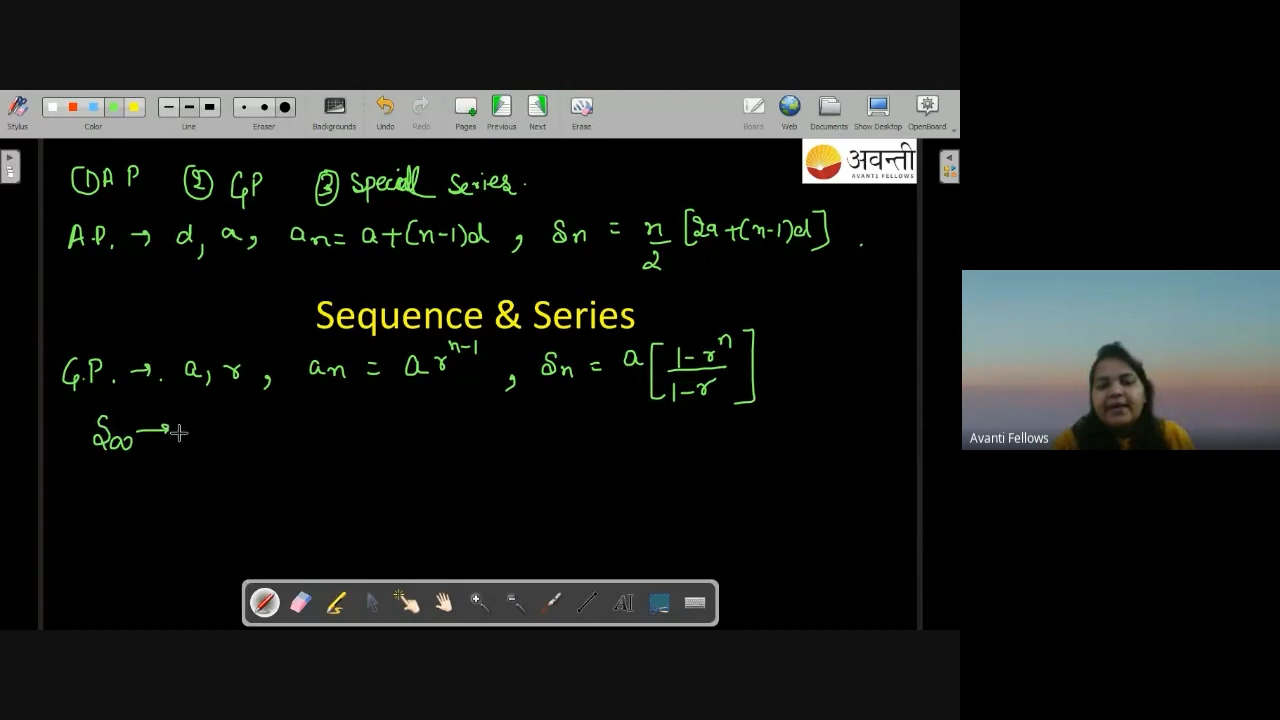 Stylus
Color
Line
Eraser
Backgrounds
Undo
Redo
Pages
Previous
Next
Erase
Board
Web
Documents
Show Desktop
OpenBoard
अवन्ती
AVANTI FELLOWS
① AP ② GP ③ Special Series.
A.P. → d, a, an = a+(n-1)d, Sn = n/2 [2a+(n-1)d].
Sequence & Series
G.P. →. a, r, an = ar^{n-1}, Sn = a[(1-r^n)/(1-r)]
S∞ →
AI
Avanti Fellows